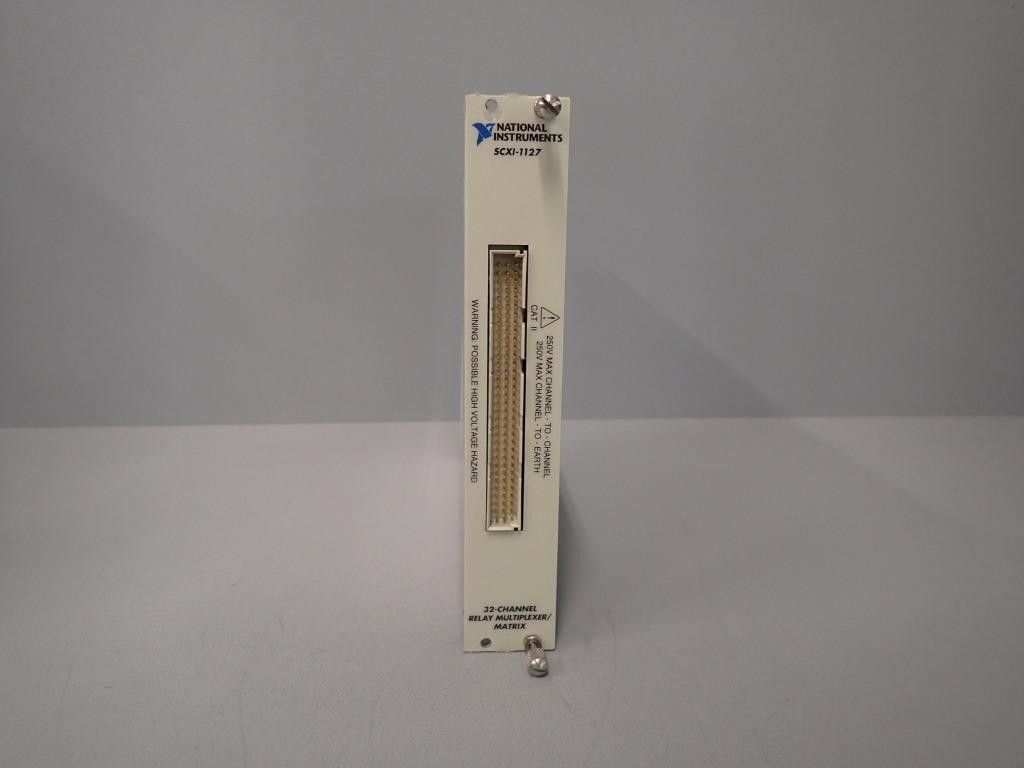 NATIONAL
INSTRUMENTS
SCXI-1127
CAT II
250V MAX CHANNEL - TO - CHANNEL
250V MAX CHANNEL - TO - EARTH
WARNING: POSSIBLE HIGH VOLTAGE HAZARD
32-CHANNEL
RELAY MULTIPLEXER/
MATRIX